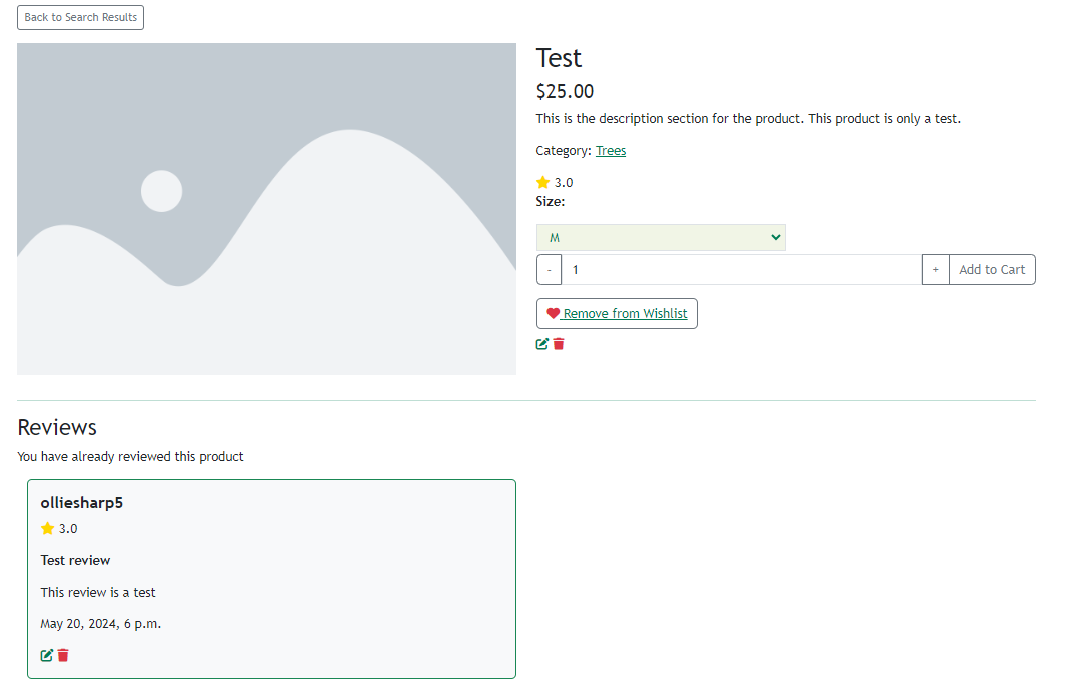 Back to Search Results
Test
$25.00
This is the description section for the product. This product is only a test.
Category: Trees
3.0
Size:
M
- 1 + Add to Cart
Remove from Wishlist
Reviews
You have already reviewed this product
olliesharp5
3.0
Test review
This review is a test
May 20, 2024, 6 p.m.